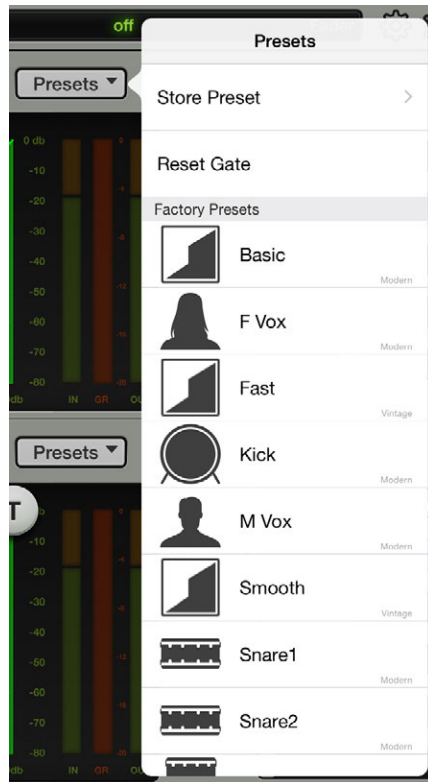 off
Presets
Presets
Store Preset
Reset Gate
Factory Presets
Basic
Modern
F Vox
Modern
Fast
Vintage
Kick
Modern
M Vox
Modern
Smooth
Vintage
Snare1
Modern
Snare2
Modern
0 db
-10
-20
-30
-40
-50
-60
-70
-80
db
IN
GR
OU
Presets
T
-10
-20
-30
-40
-50
-60
-70
-80
db
IN
GR
OU